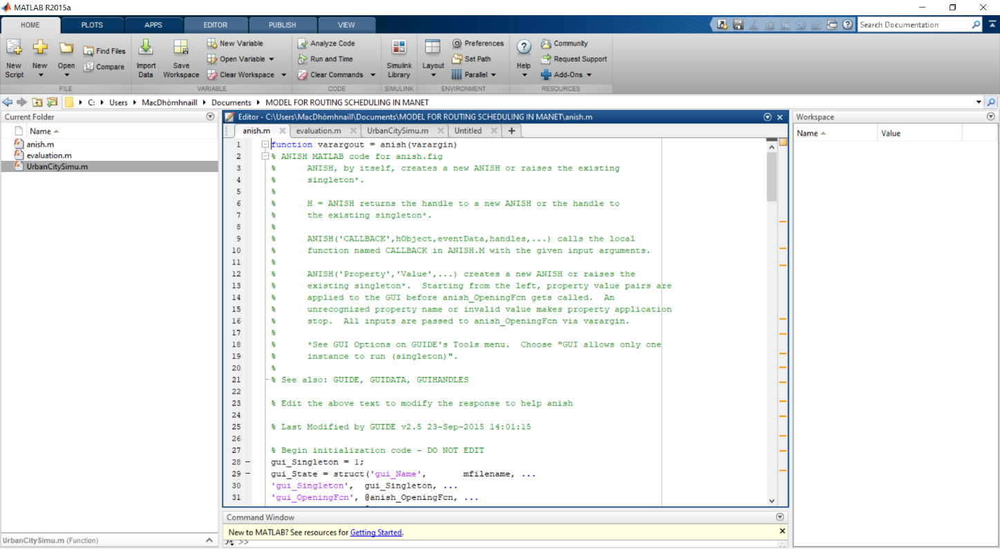 MATLAB R2015a
HOME PLOTS APPS EDITOR PUBLISH VIEW
Search Documentation
New Script
New
Open
Find Files
Compare
FILE
Import Data
Save Workspace
New Variable
Open Variable
Clear Workspace
VARIABLE
Analyze Code
Run and Time
Clear Commands
CODE
Simulink Library
SIMULINK
Layout
Preferences
Set Path
Parallel
ENVIRONMENT
Help
Community
Request Support
Add-Ons
RESOURCES
C: Users MacDhòmhnaill Documents MODEL FOR ROUTING SCHEDULING IN MANET
Current Folder
Name
anish.m
evaluation.m
UrbanCitySimu.m
UrbanCitySimu.m (Function)
Editor - C:\Users\MacDhòmhnaill\Documents\MODEL FOR ROUTING SCHEDULING IN MANET\anish.m
anish.m evaluation.m UrbanCitySimu.m Untitled +
1 function varargout = anish(varargin)
2 % ANISH MATLAB code for anish.fig
3 % ANISH, by itself, creates a new ANISH or raises the existing
4 % singleton*.
5 %
6 % H = ANISH returns the handle to a new ANISH or the handle to
7 % the existing singleton*.
8 %
9 % ANISH('CALLBACK',hObject,eventData,handles,...) calls the local
10 % function named CALLBACK in ANISH.M with the given input arguments.
11 %
12 % ANISH('Property','Value',...) creates a new ANISH or raises the
13 % existing singleton*. Starting from the left, property value pairs are
14 % applied to the GUI before anish_OpeningFcn gets called. An
15 % unrecognized property name or invalid value makes property application
16 % stop. All inputs are passed to anish_OpeningFcn via varargin.
17 %
18 % *See GUI Options on GUIDE's Tools menu. Choose "GUI allows only one
19 % instance to run (singleton)".
20 %
21 % See also: GUIDE, GUIDATA, GUIHANDLES
22
23 % Edit the above text to modify the response to help anish
24
25 % Last Modified by GUIDE v2.5 23-Sep-2015 14:01:15
26
27 % Begin initialization code - DO NOT EDIT
28 – gui_Singleton = 1;
29 – gui_State = struct('gui_Name', mfilename, ...
30 'gui_Singleton', gui_Singleton, ...
31 'gui_OpeningFcn', @anish_OpeningFcn, ...
Command Window
New to MATLAB? See resources for Getting Started.
fx >>
Workspace
Name Value